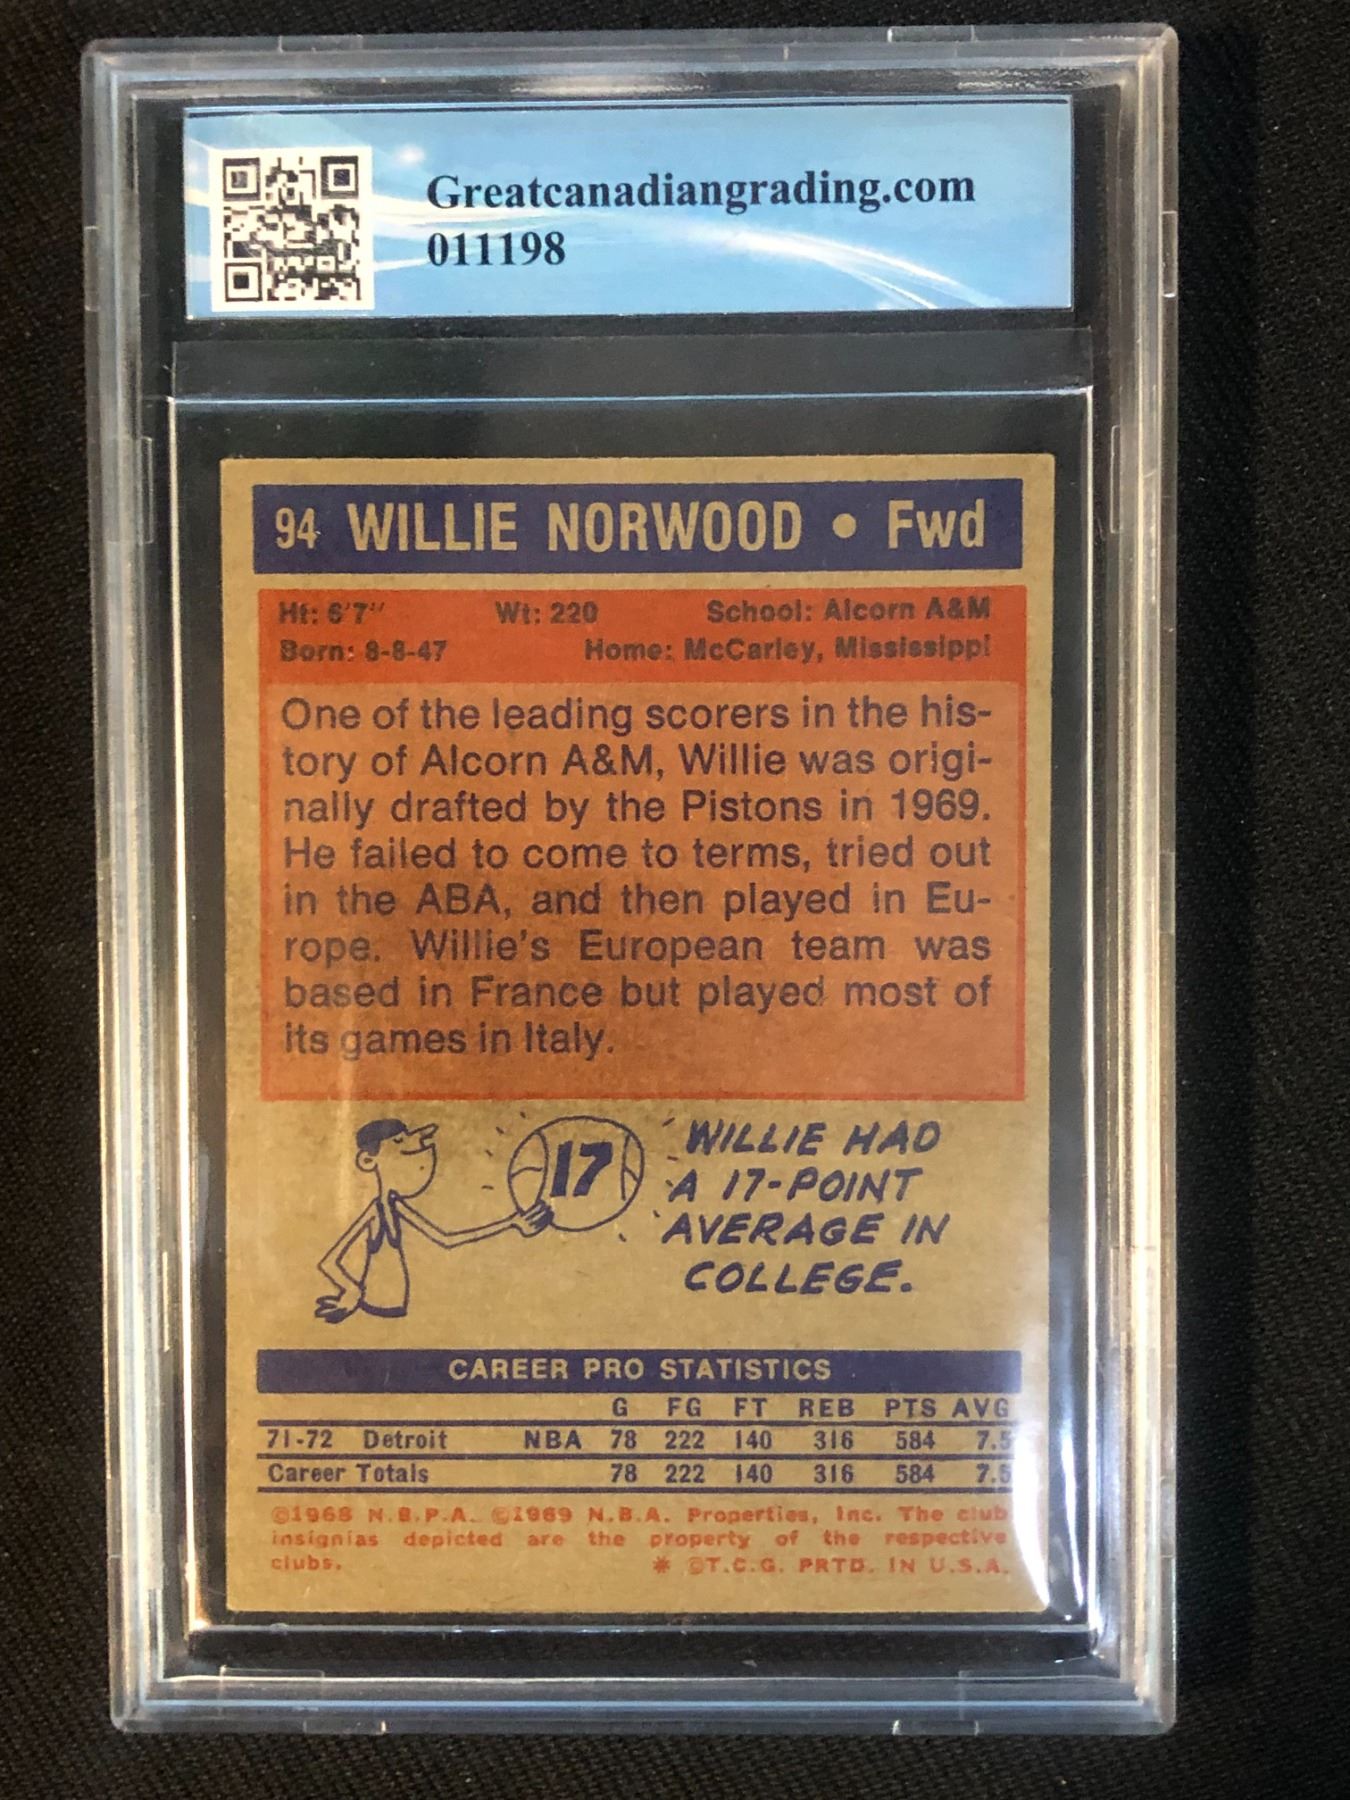 Greatcanadiangrading.com
011198
94 WILLIE NORWOOD • Fwd
Ht: 6'7" Wt: 220 School: Alcorn A&M
Born: 8-8-47 Home: McCarley, Mississippi
One of the leading scorers in the his-
tory of Alcorn A&M, Willie was origi-
nally drafted by the Pistons in 1969.
He failed to come to terms, tried out
in the ABA, and then played in Eu-
rope. Willie's European team was
based in France but played most of
its games in Italy.
17
WILLIE HAD
A 17-POINT
AVERAGE IN
COLLEGE.
CAREER PRO STATISTICS
G FG FT REB PTS AVG
71-72 Detroit NBA 78 222 140 316 584 7.5
Career Totals 78 222 140 316 584 7.5
©1968 N.B.P.A. ©1969 N.B.A. Properties, Inc. The club
insignias depicted are the property of the respective
clubs. * ©T.C.G. PRTD. IN U.S.A.